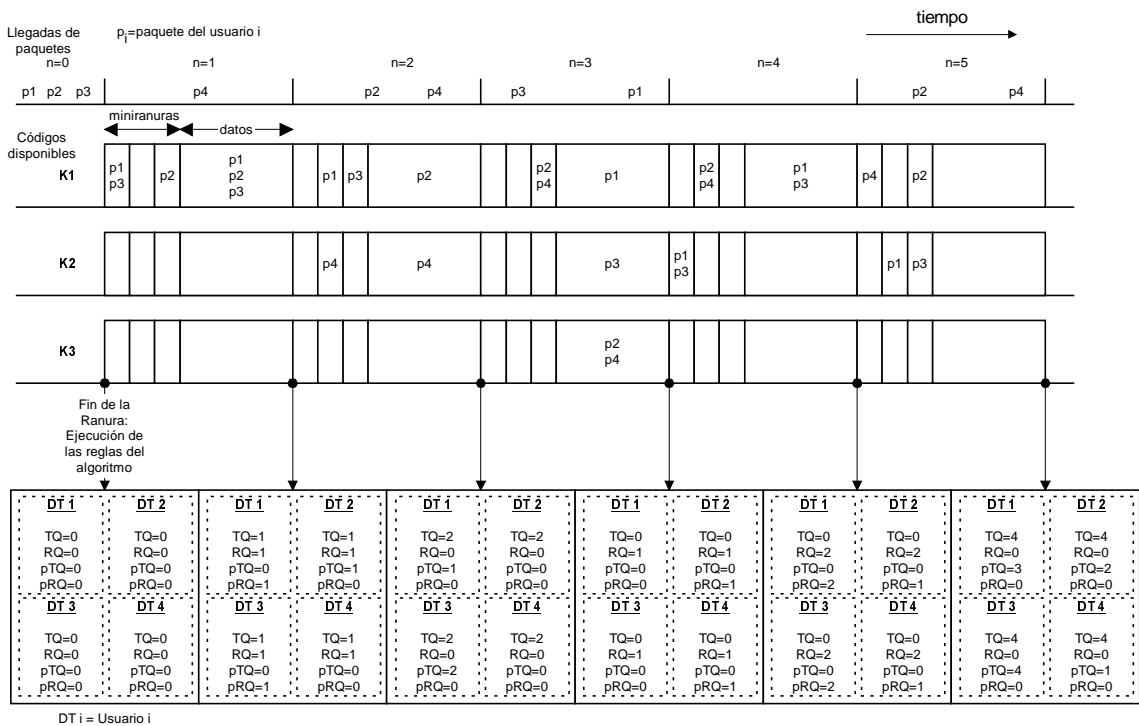 Llegadas de paquetes
pi=paquete del usuario i
tiempo
n=0 n=1 n=2 n=3 n=4 n=5
p1 p2 p3 p4 p2 p4 p3 p1 p2 p4
miniranuras datos
Códigos disponibles
K1
p1 p2 p1 p3 p2 p2 p1 p2 p1 p4 p2
p3 p2 p4 p4 p3
p3
K2
p4 p4 p3 p1 p1 p3
p3
K3
p2
p4
Fin de la
Ranura:
Ejecución de
las reglas del
algoritmo
DT 1 DT 2 DT 1 DT 2 DT 1 DT 2 DT 1 DT 2 DT 1 DT 2 DT 1 DT 2
TQ=0 TQ=0 TQ=1 TQ=1 TQ=2 TQ=2 TQ=0 TQ=0 TQ=0 TQ=0 TQ=4 TQ=4
RQ=0 RQ=0 RQ=1 RQ=1 RQ=0 RQ=0 RQ=1 RQ=1 RQ=2 RQ=2 RQ=0 RQ=0
pTQ=0 pTQ=0 pTQ=0 pTQ=1 pTQ=1 pTQ=0 pTQ=0 pTQ=0 pTQ=0 pTQ=0 pTQ=3 pTQ=2
pRQ=0 pRQ=0 pRQ=1 pRQ=0 pRQ=0 pRQ=0 pRQ=0 pRQ=1 pRQ=2 pRQ=1 pRQ=0 pRQ=0
DT 3 DT 4 DT 3 DT 4 DT 3 DT 4 DT 3 DT 4 DT 3 DT 4 DT 3 DT 4
TQ=0 TQ=0 TQ=1 TQ=1 TQ=2 TQ=2 TQ=0 TQ=0 TQ=0 TQ=0 TQ=4 TQ=4
RQ=0 RQ=0 RQ=1 RQ=1 RQ=0 RQ=0 RQ=1 RQ=1 RQ=2 RQ=2 RQ=0 RQ=0
pTQ=0 pTQ=0 pTQ=0 pTQ=0 pTQ=2 pTQ=0 pTQ=0 pTQ=0 pTQ=0 pTQ=0 pTQ=4 pTQ=1
pRQ=0 pRQ=0 pRQ=1 pRQ=0 pRQ=0 pRQ=0 pRQ=0 pRQ=1 pRQ=2 pRQ=1 pRQ=0 pRQ=0
DT i = Usuario i